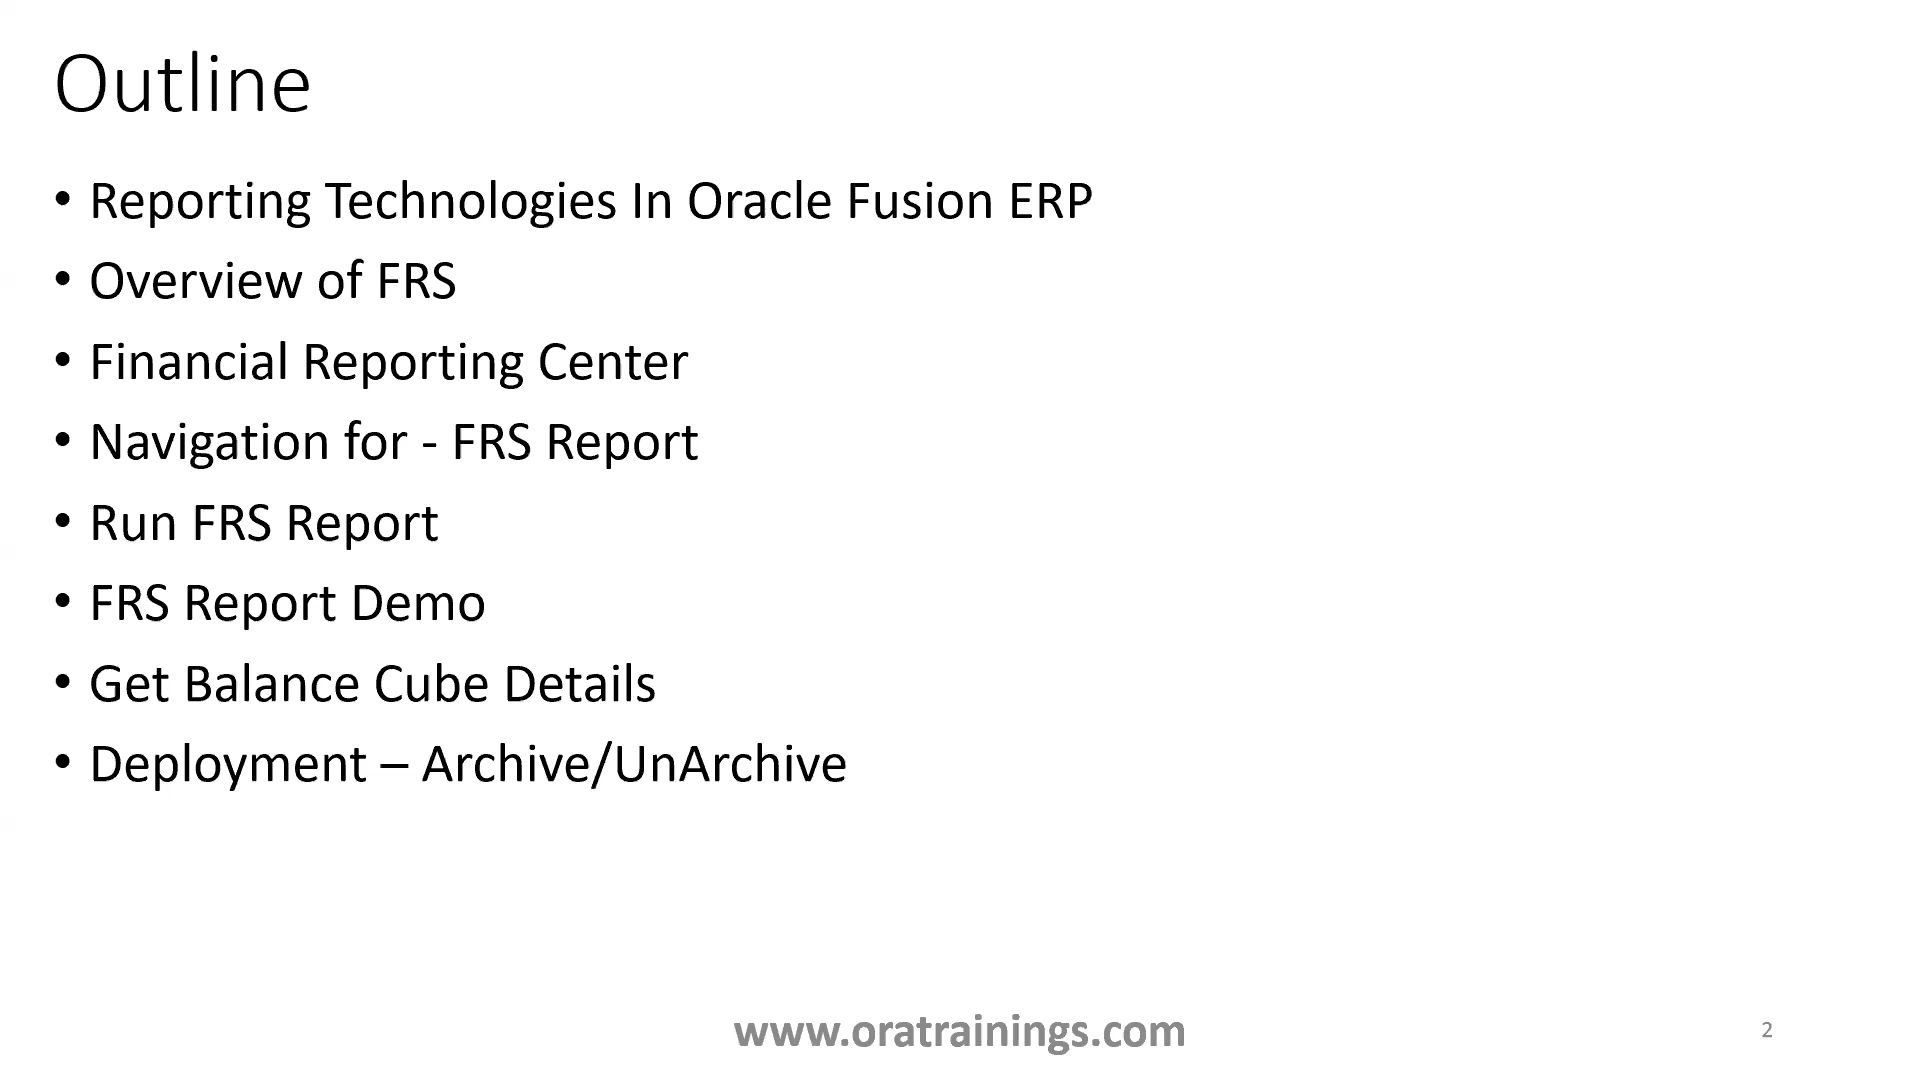 Outline
• Reporting Technologies In Oracle Fusion ERP
• Overview of FRS
• Financial Reporting Center
• Navigation for - FRS Report
• Run FRS Report
• FRS Report Demo
• Get Balance Cube Details
• Deployment – Archive/UnArchive
www.oratrainings.com
2